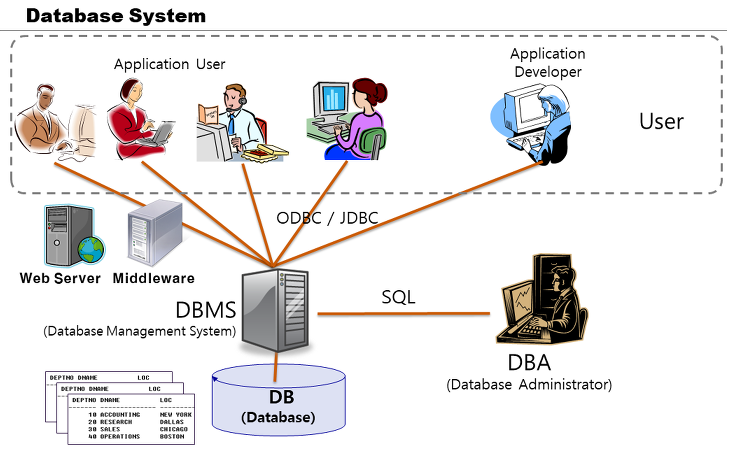 Database System
Application User
Application
Developer
User
ODBC / JDBC
Web Server
Middleware
DBMS
(Database Management System)
SQL
DBA
(Database Administrator)
DEPTNO DNAME LOC
DEPTNO DNAME LOC
DEPTNO DNAME LOC
10 ACCOUNTING NEW YORK
20 RESEARCH DALLAS
30 SALES CHICAGO
40 OPERATIONS BOSTON
DB
(Database)